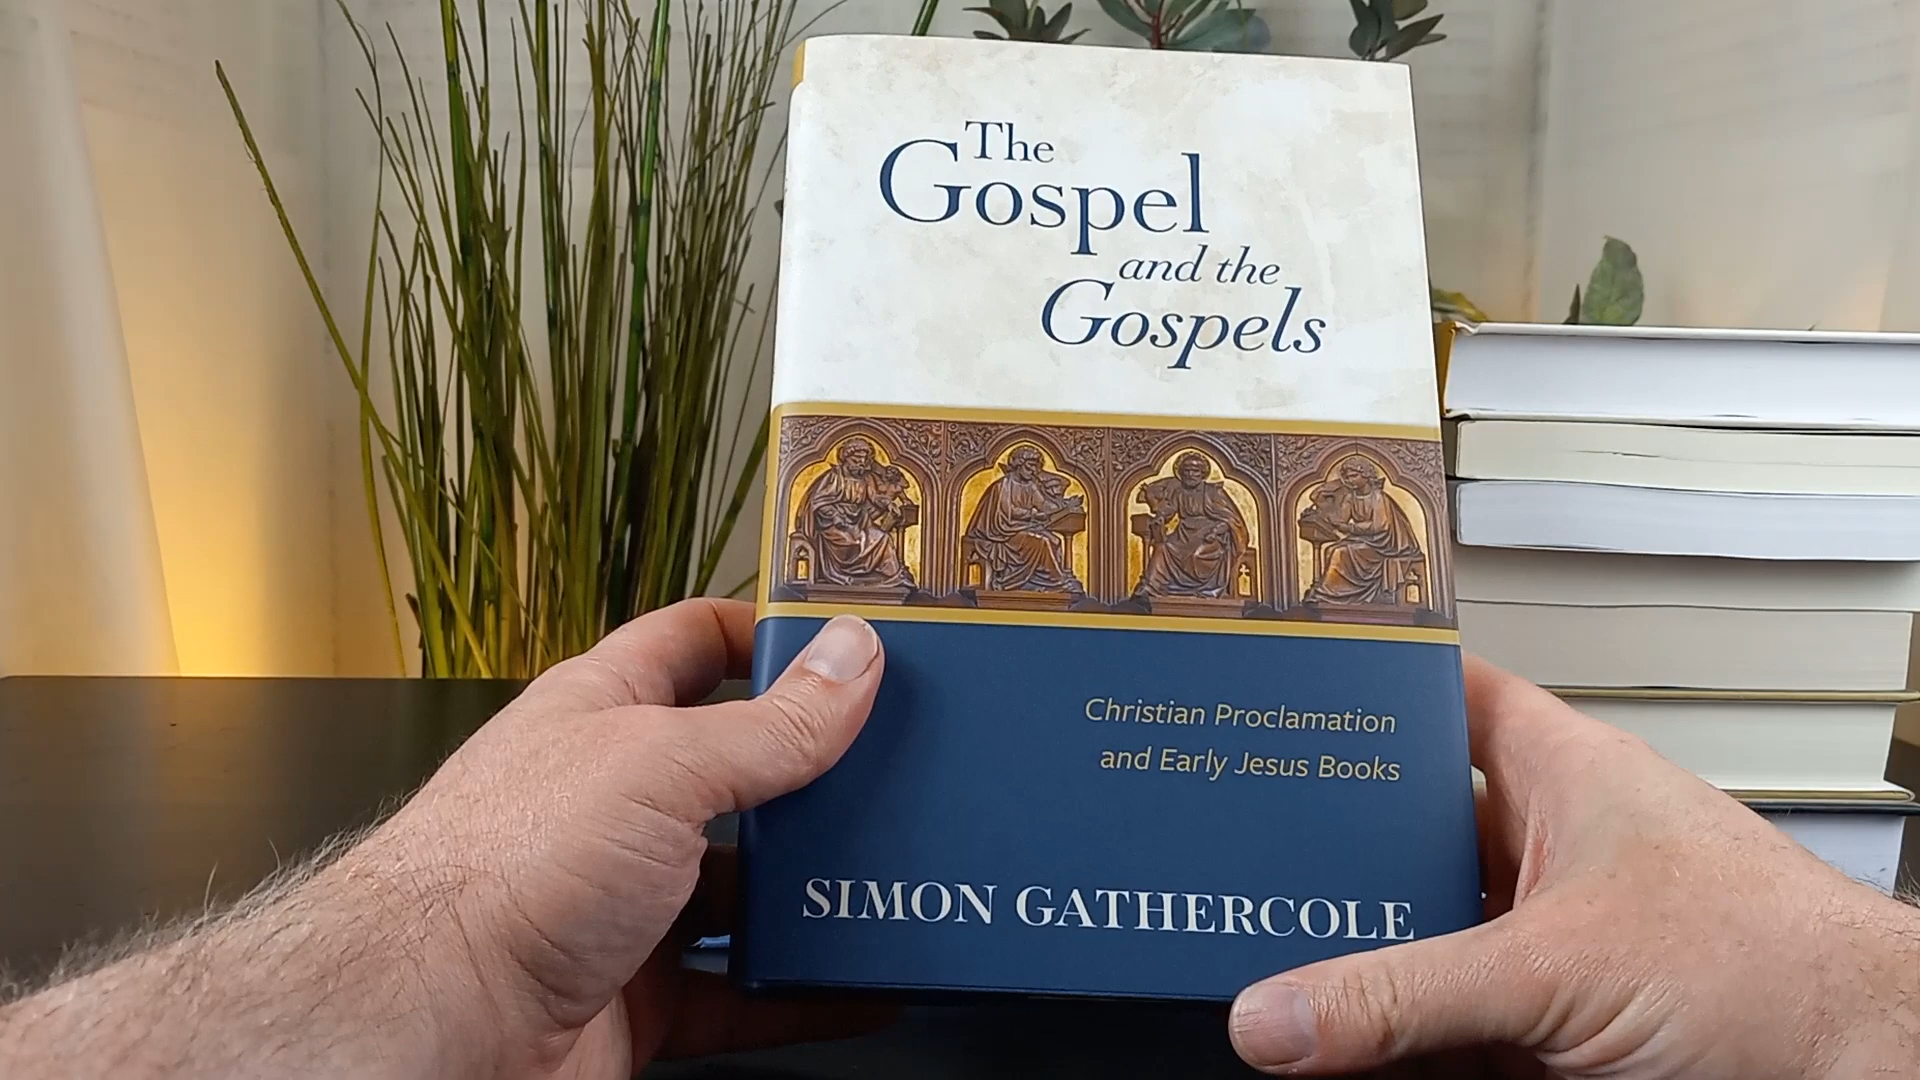 The
Gospel
and the
Gospels
Christian Proclamation
and Early Jesus Books
SIMON GATHERCOLE